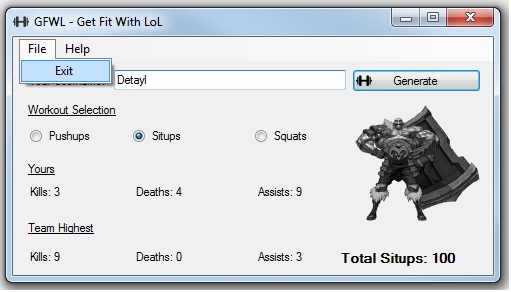 GFWL - Get Fit With LoL
File Help
Exit
Detayl
Generate
Workout Selection
Pushups Situps Squats
Yours
Kills: 3 Deaths: 4 Assists: 9
Team Highest
Kills: 9 Deaths: 0 Assists: 3
Total Situps: 100